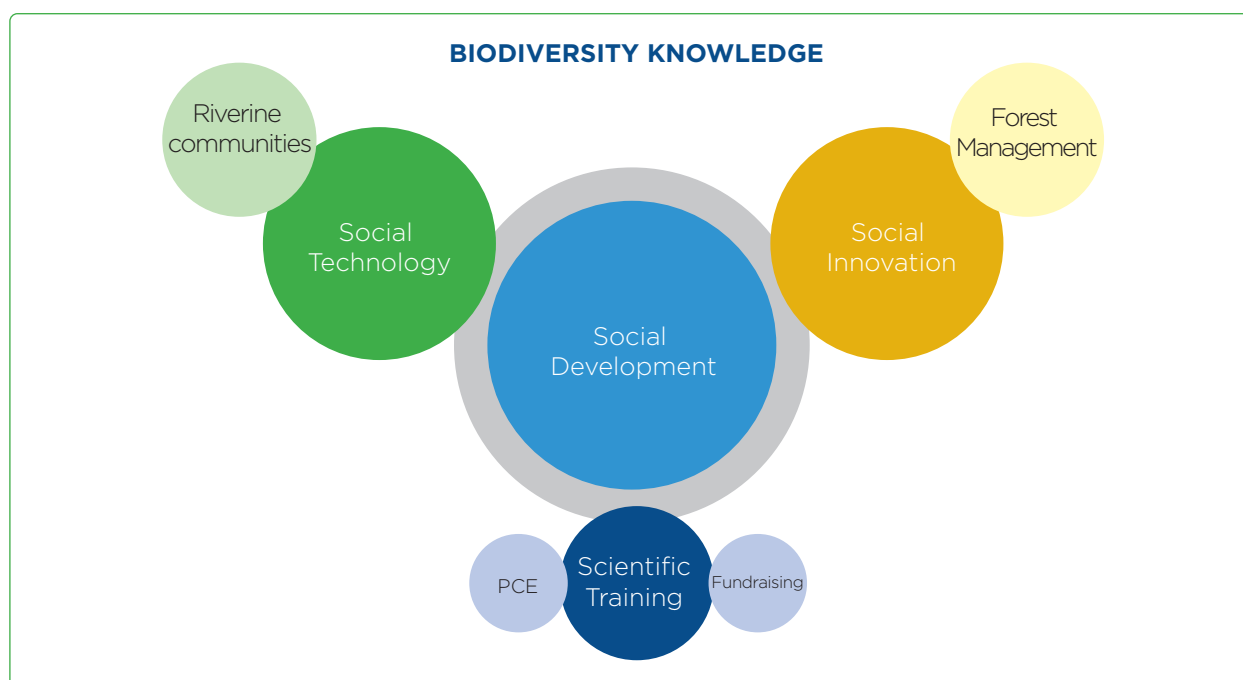 BIODIVERSITY KNOWLEDGE
Riverine
communities
Forest
Management
Social
Technology
Social
Innovation
Social
Development
PCE
Scientific
Training
Fundraising